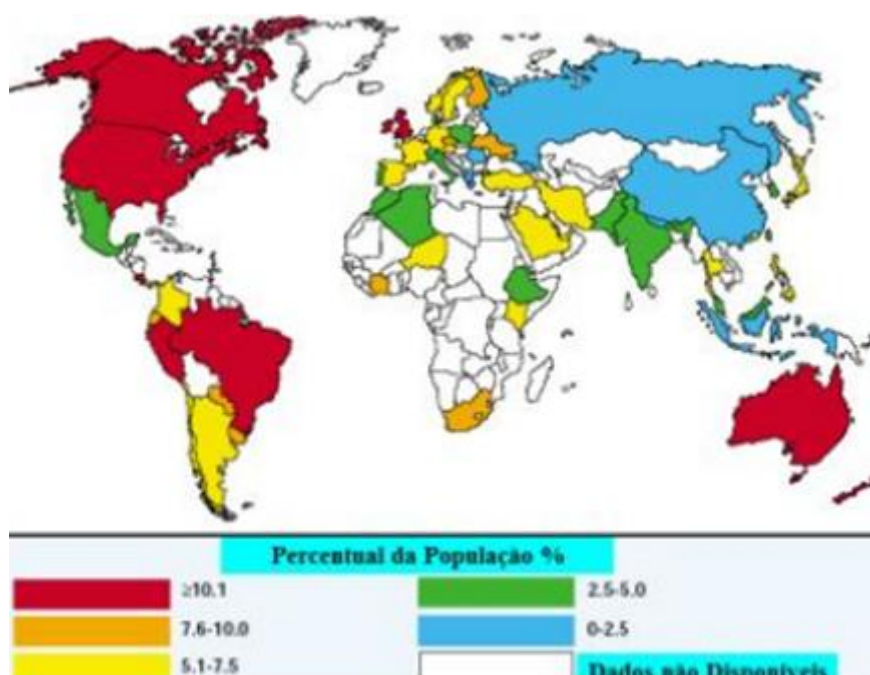 Percentual da População %
≥10.1
7.6-10.0
5.1-7.5
2.5-5.0
0-2.5
Dados não Disponíveis